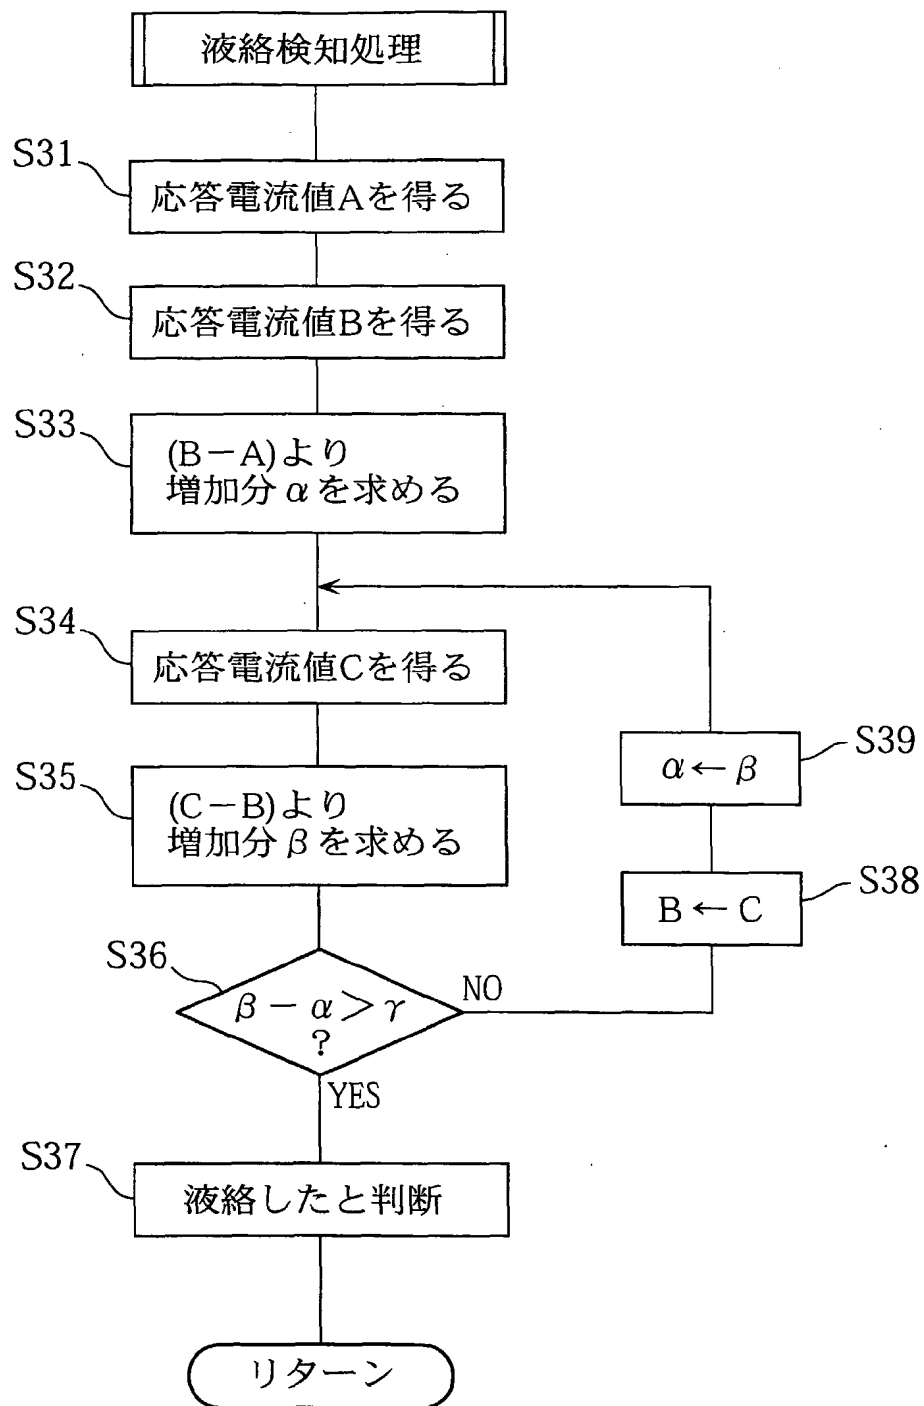 液絡検知処理
S31
応答電流値Aを得る
S32
応答電流値Bを得る
S33
(B－A)より
増加分αを求める
S34
応答電流値Cを得る
S35
(C－B)より
増加分βを求める
S36
β－α＞γ
?
NO
YES
S37
液絡したと判断
リターン
S39
α←β
S38
B←C